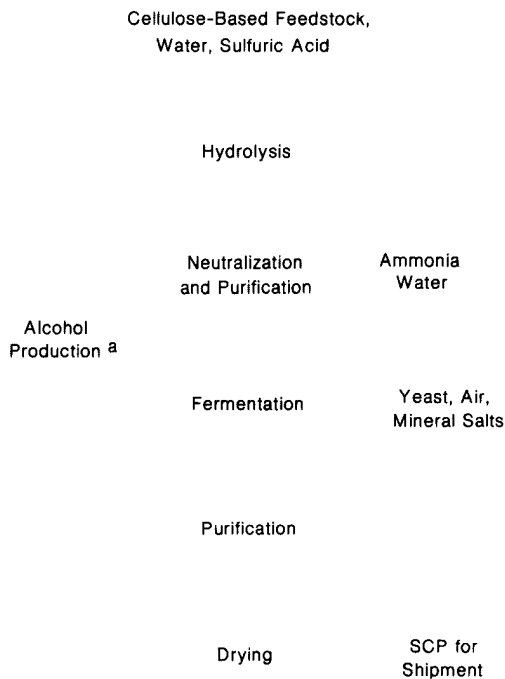 Cellulose-Based Feedstock,
Water, Sulfuric Acid
Hydrolysis
Neutralization
and Purification
Ammonia
Water
Alcohol
Production a
Fermentation
Yeast, Air,
Mineral Salts
Purification
Drying
SCP for
Shipment